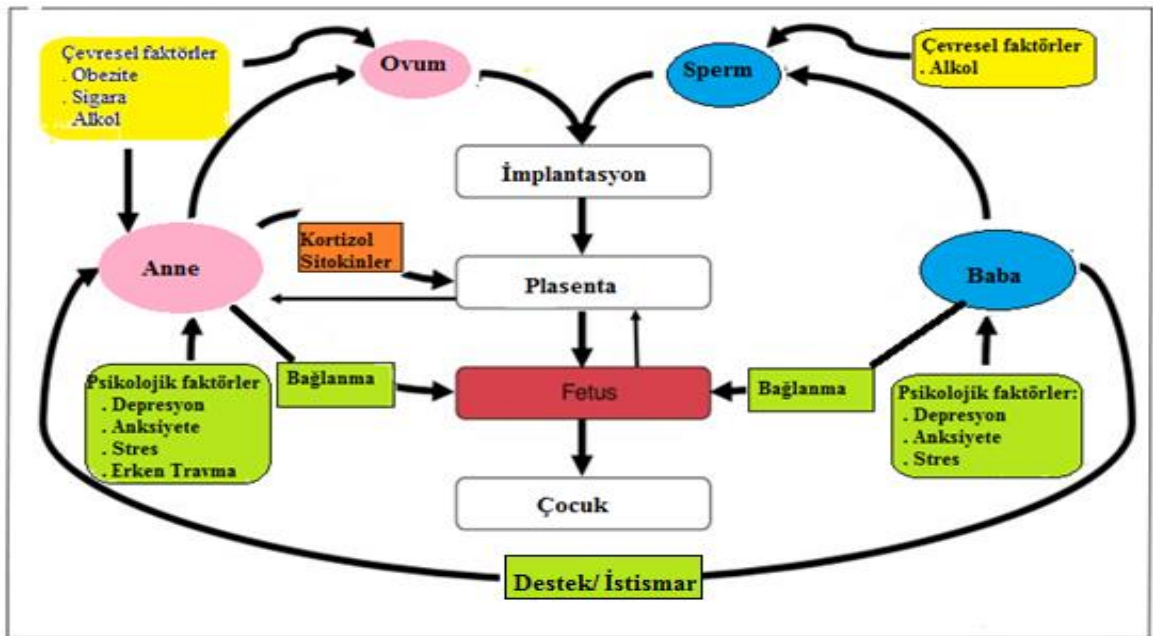 Çevresel faktörler
. Obezite
. Sigara
. Alkol
Ovum
Sperm
Çevresel faktörler
. Alkol
İmplantasyon
Kortizol
Sitokinler
Anne
Plasenta
Baba
Psikolojik faktörler
. Depresyon
. Anksiyete
. Stres
. Erken Travma
Bağlanma
Fetus
Bağlanma
Psikolojik faktörler:
. Depresyon
. Anksiyete
. Stres
Çocuk
Destek/ İstismar